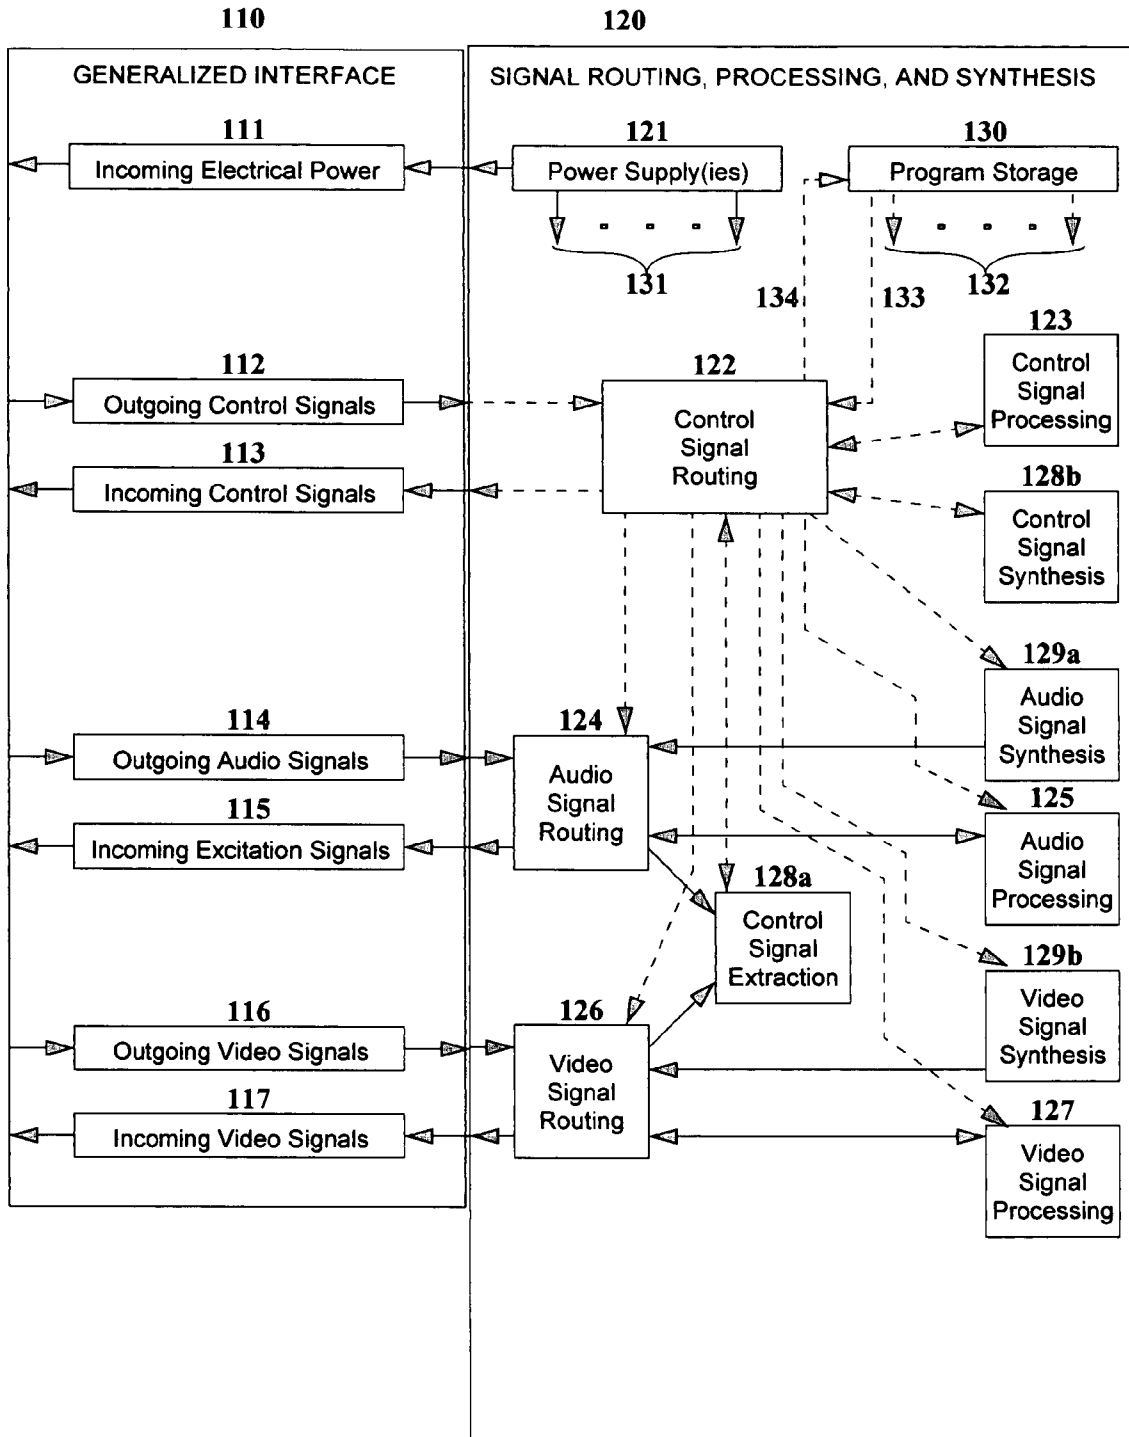 110
120
GENERALIZED INTERFACE
SIGNAL ROUTING, PROCESSING, AND SYNTHESIS
111
Incoming Electrical Power
121
Power Supply(ies)
130
Program Storage
131
134
133
132
112
Outgoing Control Signals
113
Incoming Control Signals
122
Control
Signal
Routing
123
Control
Signal
Processing
128b
Control
Signal
Synthesis
129a
Audio
Signal
Synthesis
114
Outgoing Audio Signals
115
Incoming Excitation Signals
124
Audio
Signal
Routing
125
Audio
Signal
Processing
128a
Control
Signal
Extraction
129b
Video
Signal
Synthesis
116
Outgoing Video Signals
117
Incoming Video Signals
126
Video
Signal
Routing
127
Video
Signal
Processing